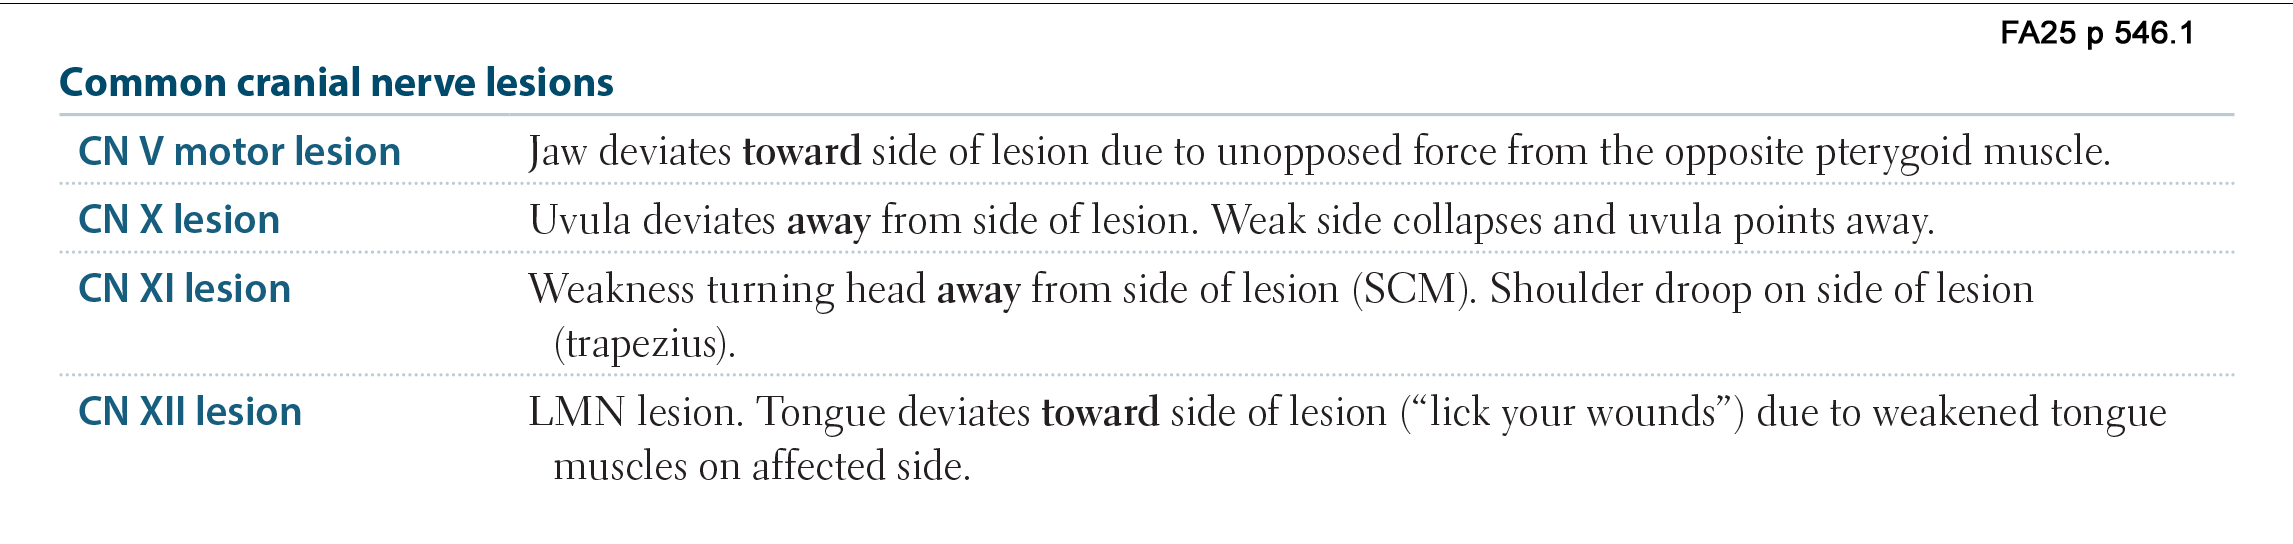 FA25 p 546.1
Common cranial nerve lesions
CN V motor lesion Jaw deviates toward side of lesion due to unopposed force from the opposite pterygoid muscle.
CN X lesion Uvula deviates away from side of lesion. Weak side collapses and uvula points away.
CN XI lesion Weakness turning head away from side of lesion (SCM). Shoulder droop on side of lesion
(trapezius).
CN XII lesion LMN lesion. Tongue deviates toward side of lesion (“lick your wounds”) due to weakened tongue
muscles on affected side.